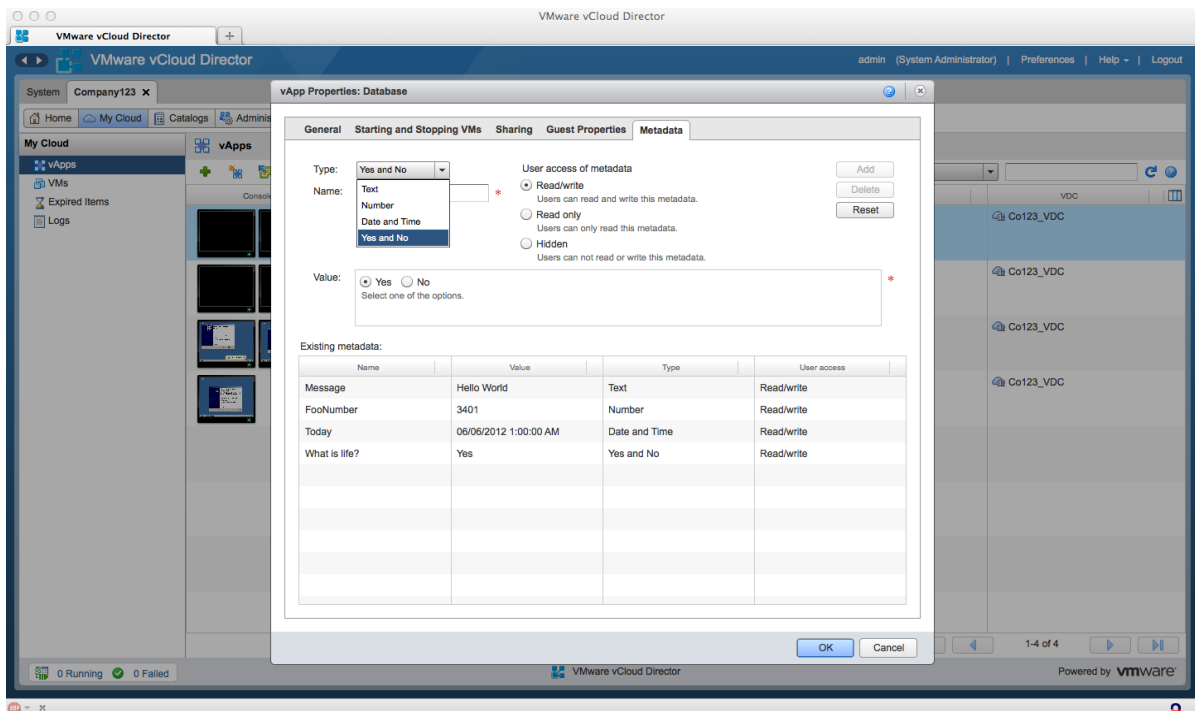 VMware vCloud Director
VMware vCloud Director
VMware vCloud Director
admin (System Administrator) | Preferences | Help | Logout
System Company123
Home My Cloud Catalogs Adminis
My Cloud
vApps
VMs
Expired Items
Logs
vApps
Console
VDC
Co123_VDC
Co123_VDC
Co123_VDC
Co123_VDC
vApp Properties: Database
General Starting and Stopping VMs Sharing Guest Properties Metadata
Type: Yes and No
Text
Number
Date and Time
Yes and No
Name: *
User access of metadata
Read/write
Users can read and write this metadata.
Read only
Users can only read this metadata.
Hidden
Users can not read or write this metadata.
Add
Delete
Reset
Value: Yes No *
Select one of the options.
Existing metadata:
Name Value Type User access
Message Hello World Text Read/write
FooNumber 3401 Number Read/write
Today 06/06/2012 1:00:00 AM Date and Time Read/write
What is life? Yes Yes and No Read/write
OK Cancel
1-4 of 4
0 Running 0 Failed
VMware vCloud Director
Powered by vmware